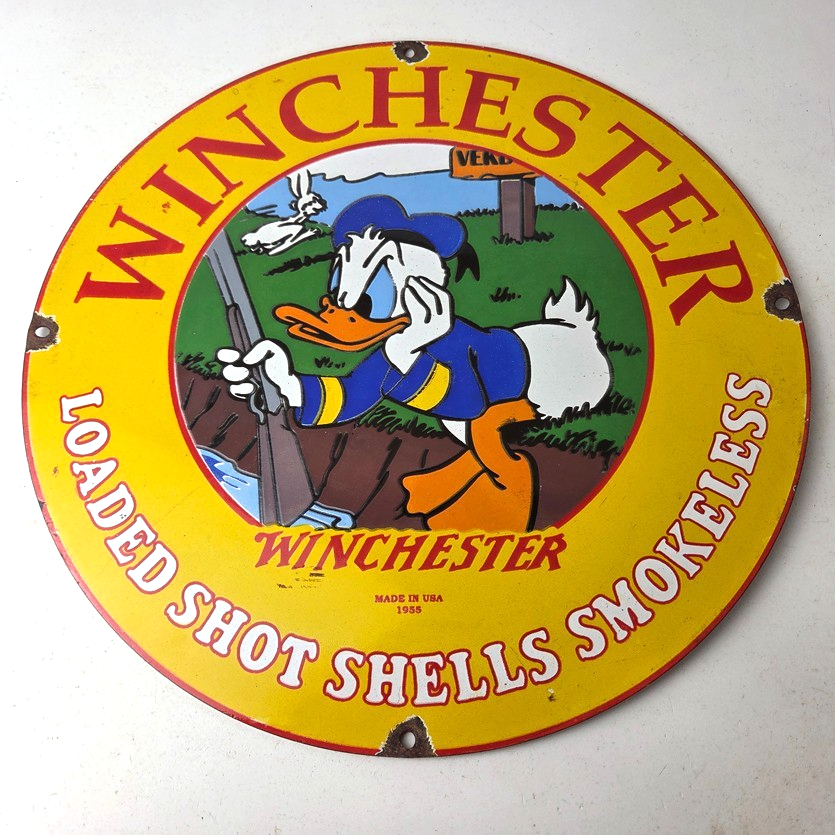 WINCHESTER
WINCHESTER
MADE IN USA
1955
LOADED SHOT SHELLS SMOKELESS